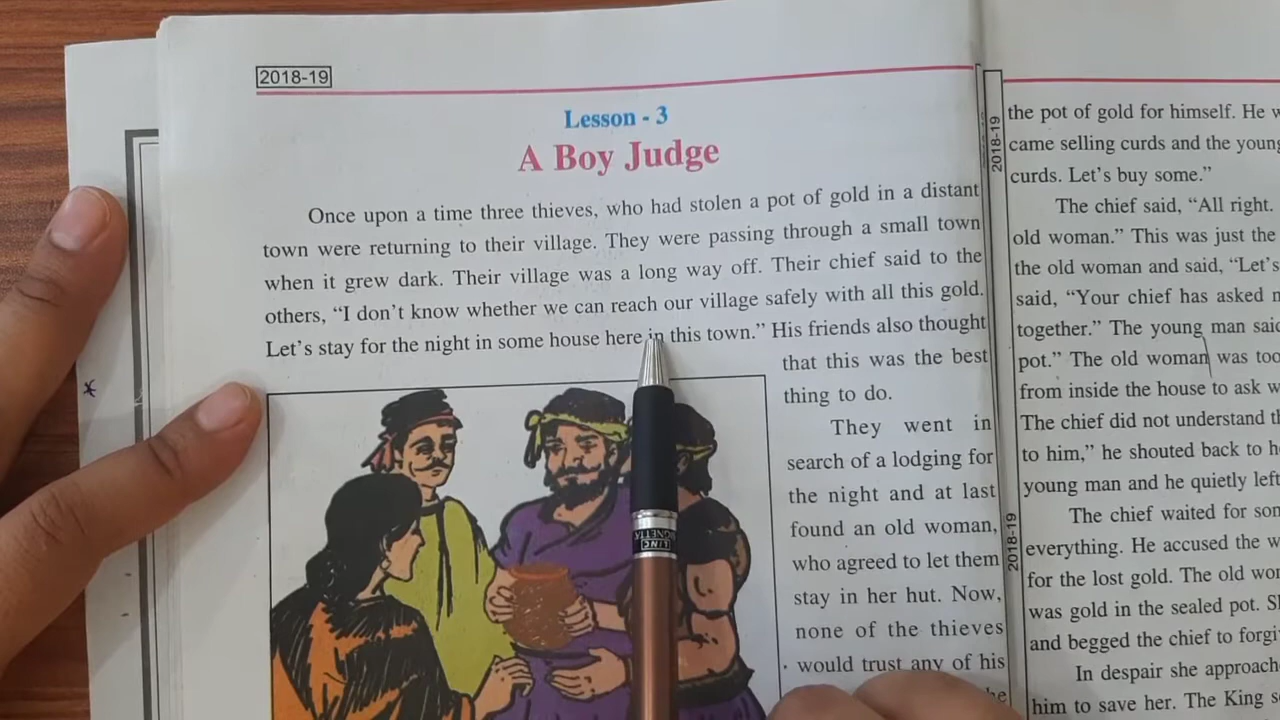 2018-19
Lesson - 3
A Boy Judge
Once upon a time three thieves, who had stolen a pot of gold in a distant
town were returning to their village. They were passing through a small town
when it grew dark. Their village was a long way off. Their chief said to the
others, “I don’t know whether we can reach our village safely with all this gold.
Let’s stay for the night in some house here in this town.” His friends also thought
that this was the best
thing to do.
They went in
search of a lodging for
the night and at last
found an old woman,
who agreed to let them
stay in her hut. Now,
none of the thieves
would trust any of his
he
2018-19
2018-19
the pot of gold for himself. He
came selling curds and the young
curds. Let’s buy some.”
The chief said, “All right.
old woman.” This was just the
the old woman and said, “Let’s
said, “Your chief has asked
together.” The young man said
pot.” The old woman was too
from inside the house to ask
The chief did not understand
to him,” he shouted back to
young man and he quietly left
The chief waited for
everything. He accused the
for the lost gold. The old
was gold in the sealed pot.
and begged the chief to
In despair she
him to save her. The King
LINC